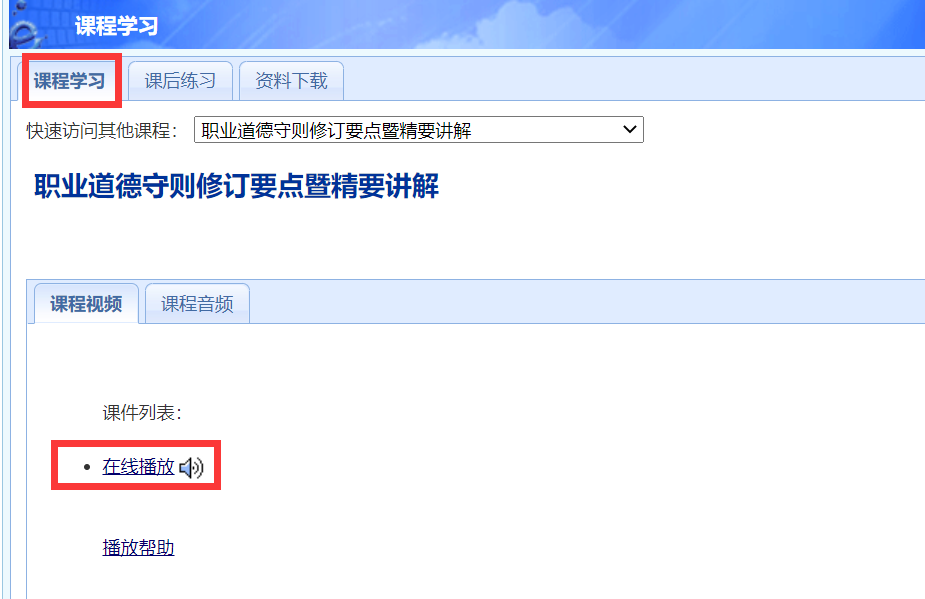 课程学习
课程学习 课后练习 资料下载
快速访问其他课程： 职业道德守则修订要点暨精要讲解
职业道德守则修订要点暨精要讲解
课程视频 课程音频
课件列表：
• 在线播放
播放帮助